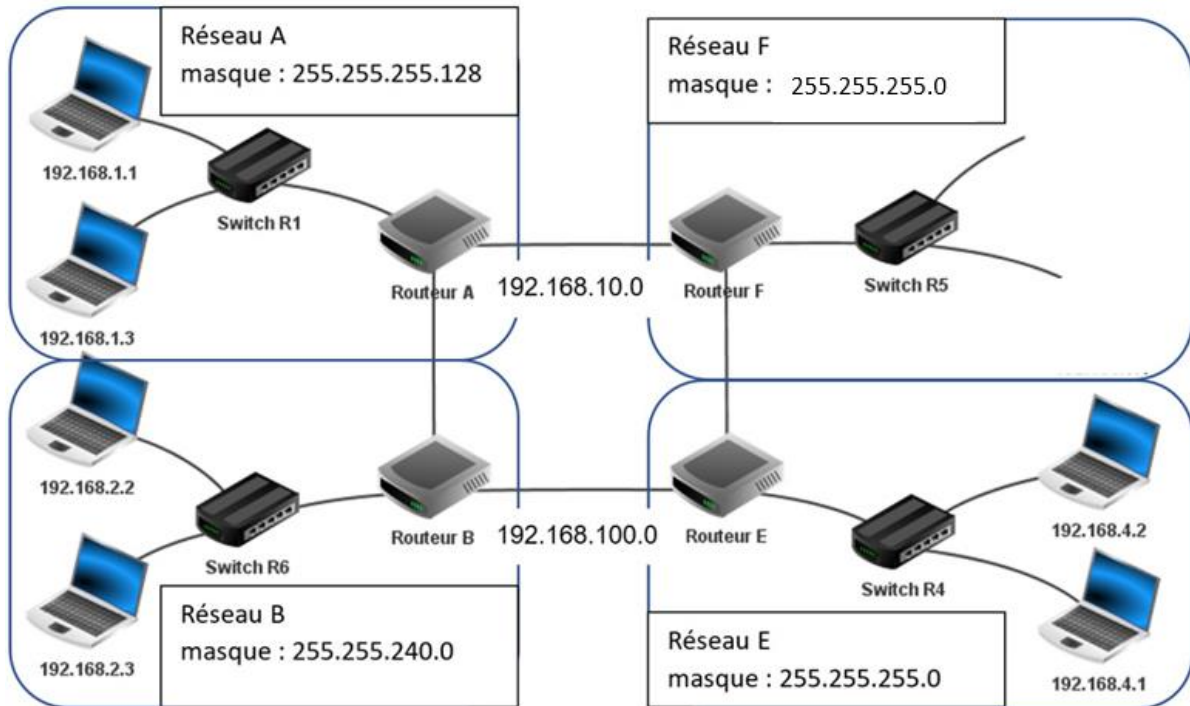 Réseau A
masque : 255.255.255.128
192.168.1.1
Switch R1
192.168.1.3
Routeur A
192.168.10.0
Réseau F
masque : 255.255.255.0
Routeur F
Switch R5
192.168.2.2
Switch R6
192.168.2.3
Routeur B
192.168.100.0
Réseau B
masque : 255.255.240.0
Routeur E
Switch R4
192.168.4.2
192.168.4.1
Réseau E
masque : 255.255.255.0